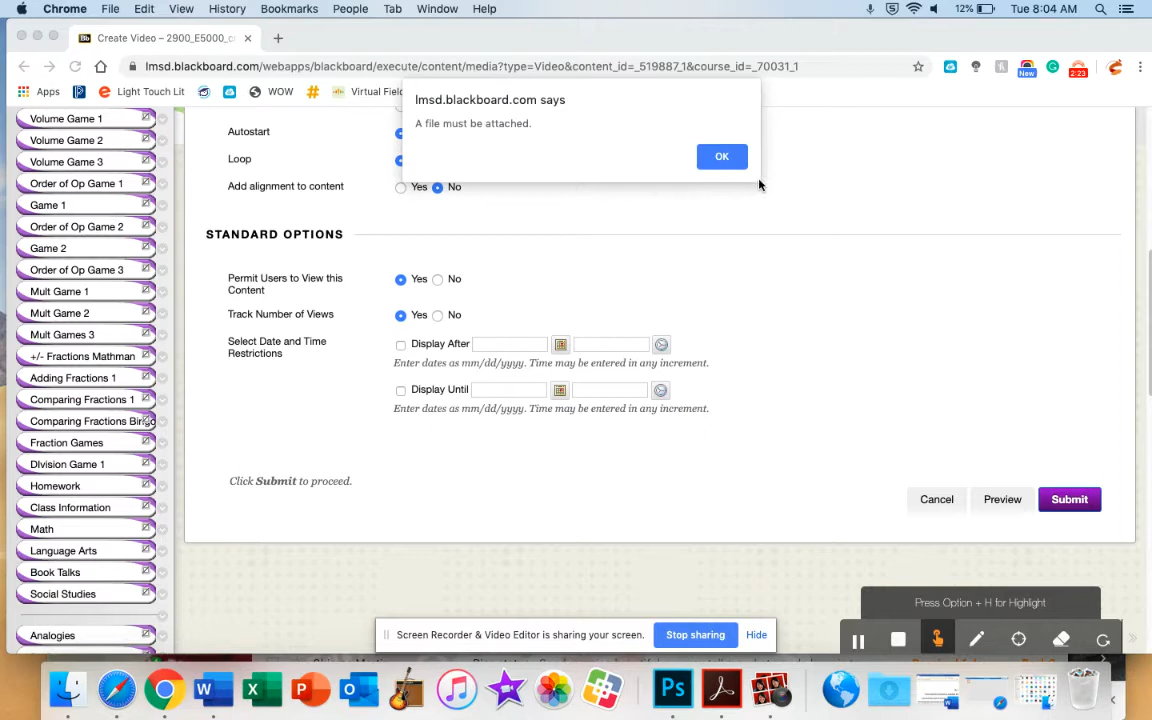 Chrome File Edit View History Bookmarks People Tab Window Help 12% Tue 8:04 AM
Create Video – 2900_E5000_c
lmsd.blackboard.com/webapps/blackboard/execute/content/media?type=Video&content_id=_519887_1&course_id=_70031_1
New 2:23
Apps Light Touch Lit WOW Virtual Fiel
lmsd.blackboard.com says
A file must be attached.
OK
Volume Game 1
Volume Game 2
Volume Game 3
Order of Op Game 1
Game 1
Order of Op Game 2
Game 2
Order of Op Game 3
Mult Game 1
Mult Game 2
Mult Games 3
+/- Fractions Mathman
Adding Fractions 1
Comparing Fractions 1
Comparing Fractions Bingo
Fraction Games
DIvision Game 1
Homework
Class Information
Math
Language Arts
Book Talks
Social Studies
Analogies
Autostart
Loop
Add alignment to content Yes No
STANDARD OPTIONS
Permit Users to View this Yes No
Content
Track Number of Views Yes No
Select Date and Time Display After
Restrictions
Enter dates as mm/dd/yyyy. Time may be entered in any increment.
Display Until
Enter dates as mm/dd/yyyy. Time may be entered in any increment.
Click Submit to proceed.
Cancel Preview Submit
Press Option + H for Highlight
Screen Recorder & Video Editor is sharing your screen. Stop sharing Hide